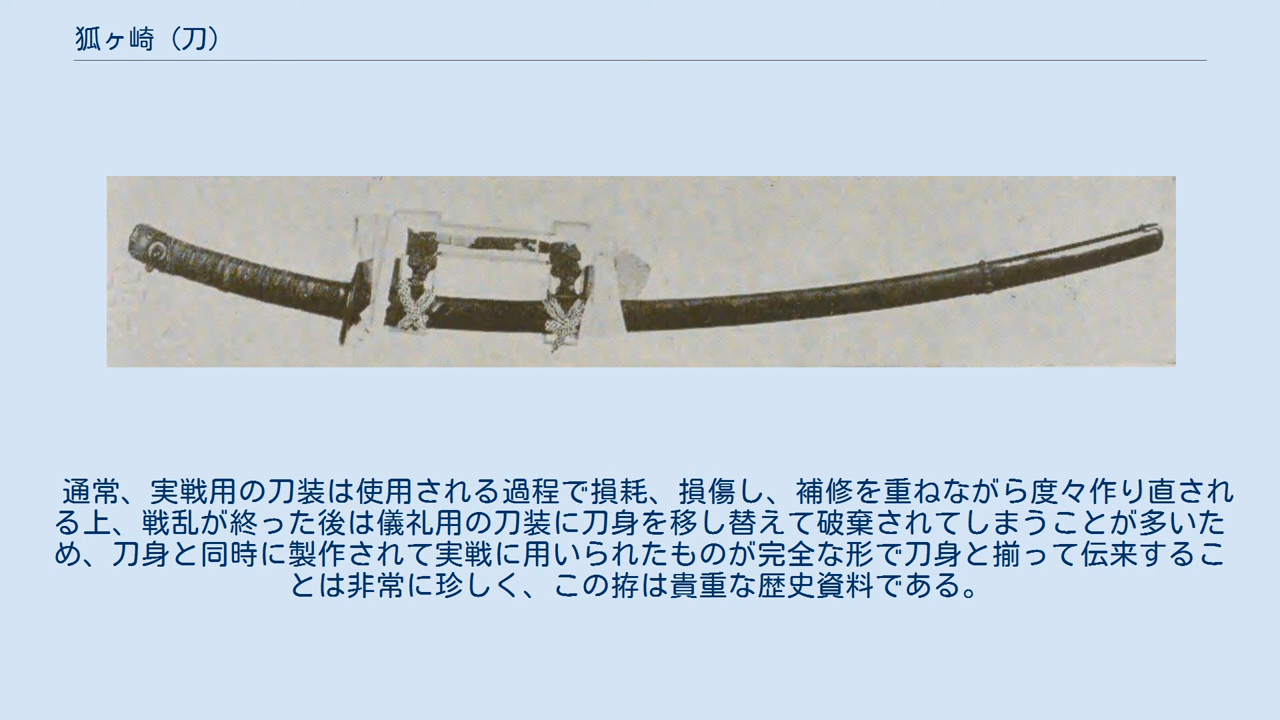 狐ヶ崎（刀）
通常、実戦用の刀装は使用される過程で損耗、損傷し、補修を重ねながら度々作り直され
る上、戦乱が終った後は儀礼用の刀装に刀身を移し替えて破棄されてしまうことが多いた
め、刀身と同時に製作されて実戦に用いられたものが完全な形で刀身と揃って伝来するこ
とは非常に珍しく、この拵は貴重な歴史資料である。